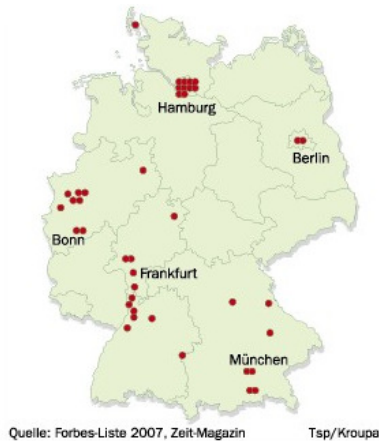 Hamburg
Berlin
Bonn
Frankfurt
München
Quelle: Forbes-Liste 2007, Zeit-Magazin Tsp/Kroupa